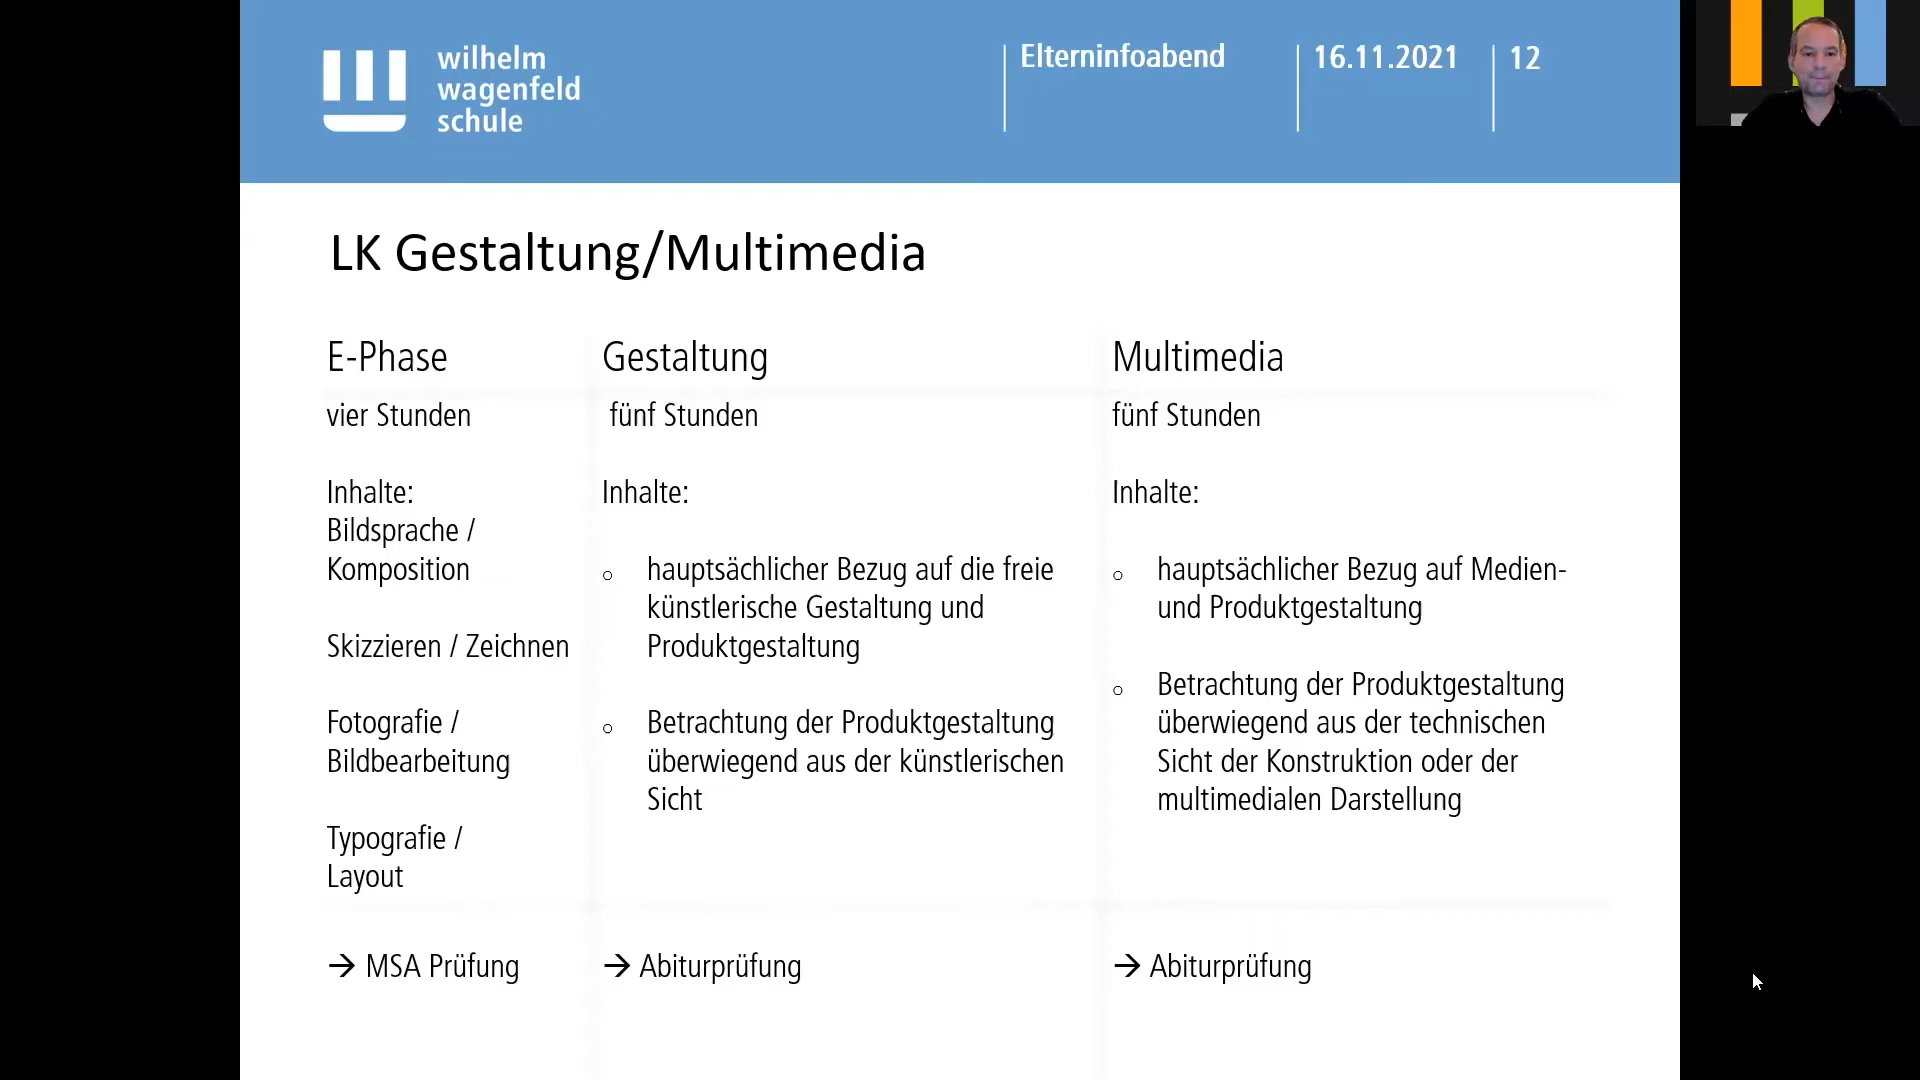 wilhelm
wagenfeld
schule
Elterninfoabend
16.11.2021
12
LK Gestaltung/Multimedia
E-Phase
vier Stunden
Inhalte:
Bildsprache /
Komposition
Skizzieren / Zeichnen
Fotografie /
Bildbearbeitung
Typografie /
Layout
→ MSA Prüfung
Gestaltung
fünf Stunden
Inhalte:
o hauptsächlicher Bezug auf die freie
künstlerische Gestaltung und
Produktgestaltung
o Betrachtung der Produktgestaltung
überwiegend aus der künstlerischen
Sicht
→ Abiturprüfung
Multimedia
fünf Stunden
Inhalte:
o hauptsächlicher Bezug auf Medien-
und Produktgestaltung
o Betrachtung der Produktgestaltung
überwiegend aus der technischen
Sicht der Konstruktion oder der
multimedialen Darstellung
→ Abiturprüfung